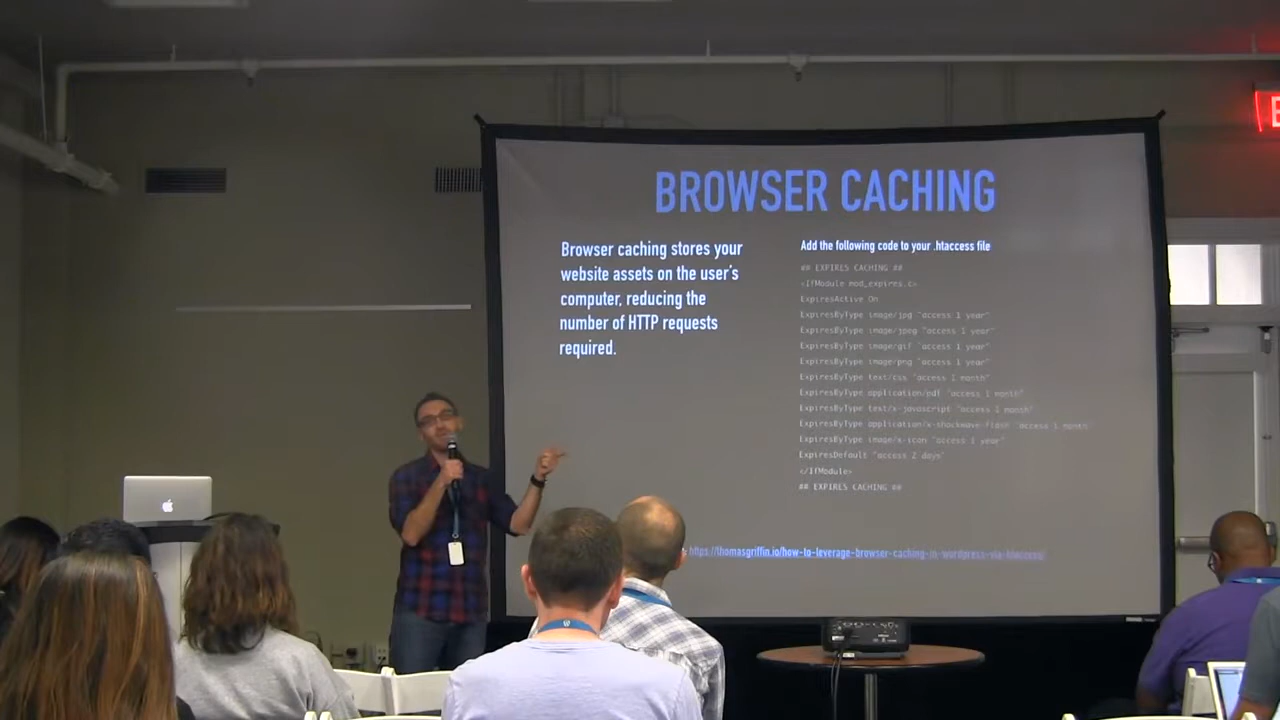 BROWSER CACHING
Browser caching stores your
website assets on the user's
computer, reducing the
number of HTTP requests
required.
Add the following code to your .htaccess file
## EXPIRES CACHING ##
<IfModule mod_expires.c>
ExpiresActive On
ExpiresByType image/jpg "access 1 year"
ExpiresByType image/jpeg "access 1 year"
ExpiresByType image/gif "access 1 year"
ExpiresByType image/png "access 1 year"
ExpiresByType text/css "access 1 month"
ExpiresByType application/pdf "access 1 month"
ExpiresByType text/x-javascript "access 1 month"
ExpiresByType application/x-shockwave-flash "access 1 month"
ExpiresByType image/x-icon "access 1 year"
ExpiresDefault "access 2 days"
</IfModule>
## EXPIRES CACHING ##
https://thomasgriffin.io/how-to-leverage-browser-caching-in-wordpress-via-htaccess/
E